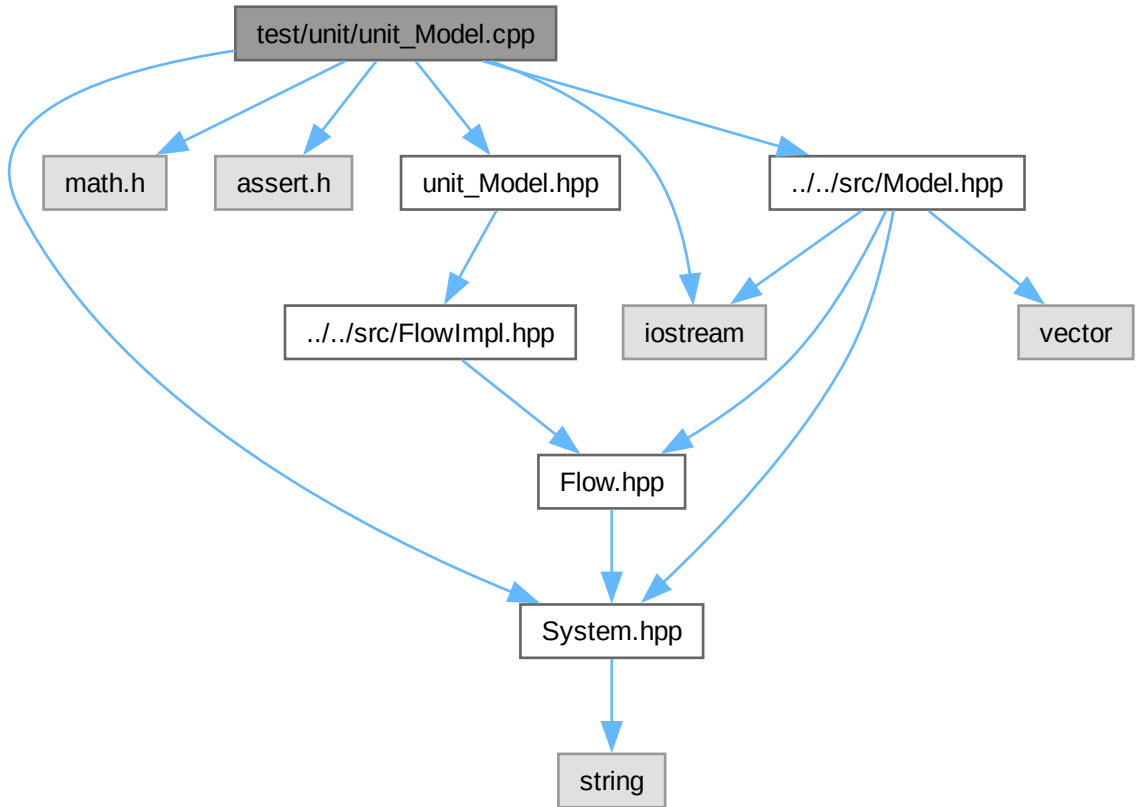 test/unit/unit_Model.cpp
math.h
assert.h
unit_Model.hpp
../../src/Model.hpp
../../src/FlowImpl.hpp
iostream
vector
Flow.hpp
System.hpp
string